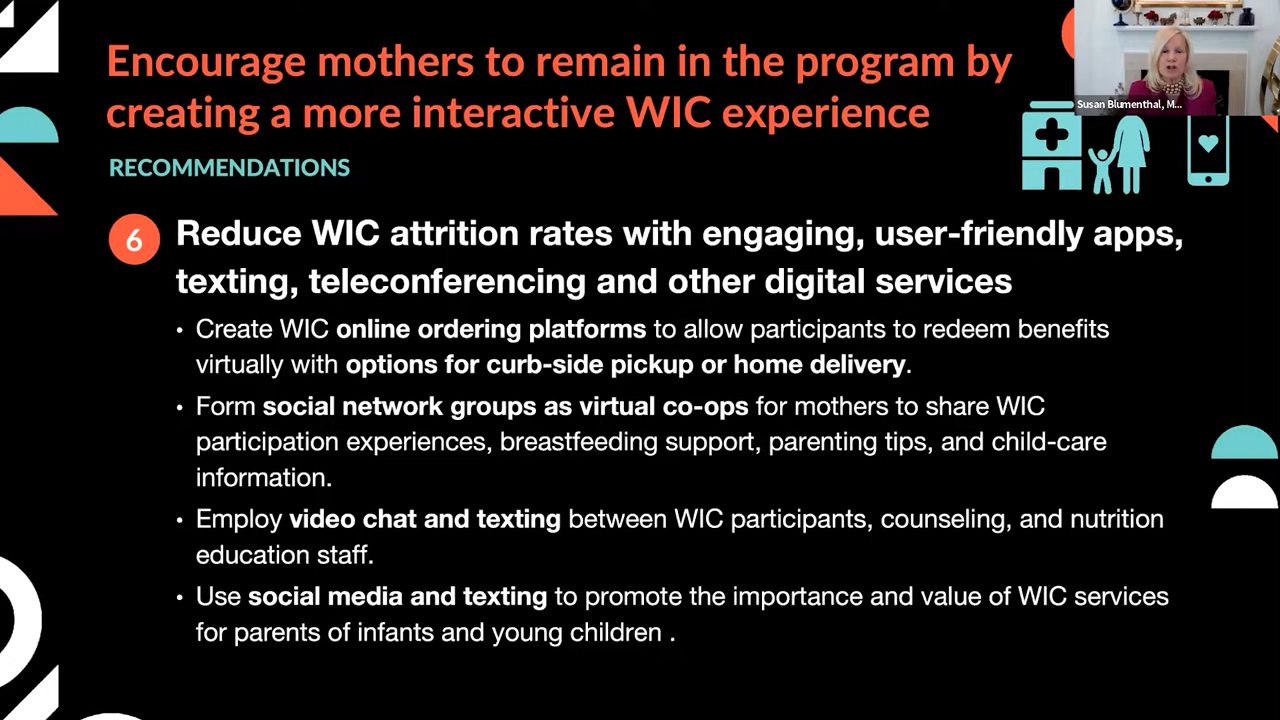 Encourage mothers to remain in the program by
creating a more interactive WIC experience
Susan Blumenthal, M...
RECOMMENDATIONS
6
Reduce WIC attrition rates with engaging, user-friendly apps,
texting, teleconferencing and other digital services
• Create WIC online ordering platforms to allow participants to redeem benefits
virtually with options for curb-side pickup or home delivery.
• Form social network groups as virtual co-ops for mothers to share WIC
participation experiences, breastfeeding support, parenting tips, and child-care
information.
• Employ video chat and texting between WIC participants, counseling, and nutrition
education staff.
• Use social media and texting to promote the importance and value of WIC services
for parents of infants and young children .